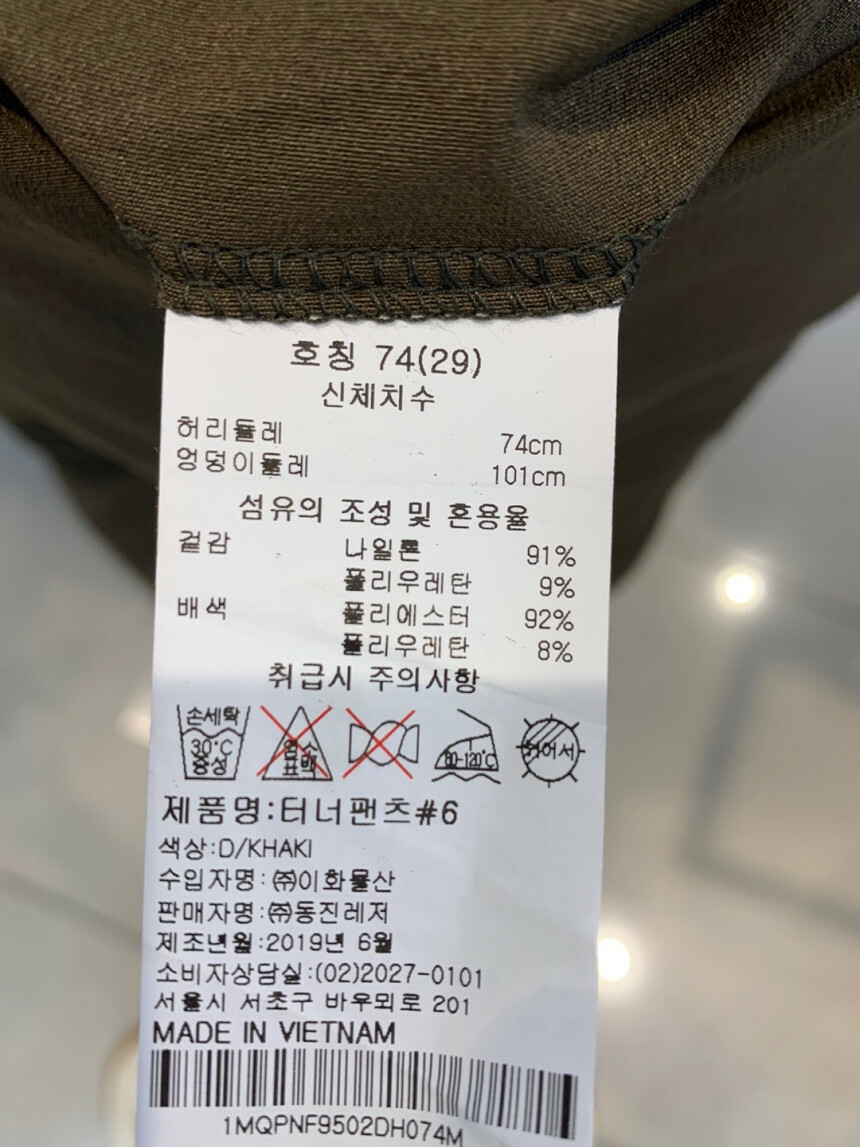 호칭 74(29)
신체치수
허리둘레 74cm
엉덩이둘레 101cm
섬유의 조성 및 혼용율
겉감 나일론 91%
폴리우레탄 9%
배색 폴리에스터 92%
폴리우레탄 8%
취급시 주의사항
손세탁 30°C 중성
염소 표백
80-120°C
뉘어서
제품명:터너팬츠#6
색상:D/KHAKI
수입자명:㈜이화물산
판매자명:㈜동진레저
제조년월:2019년 6월
소비자상담실:(02)2027-0101
서울시 서초구 바우뫼로 201
MADE IN VIETNAM
1MQPNF9502DH074M